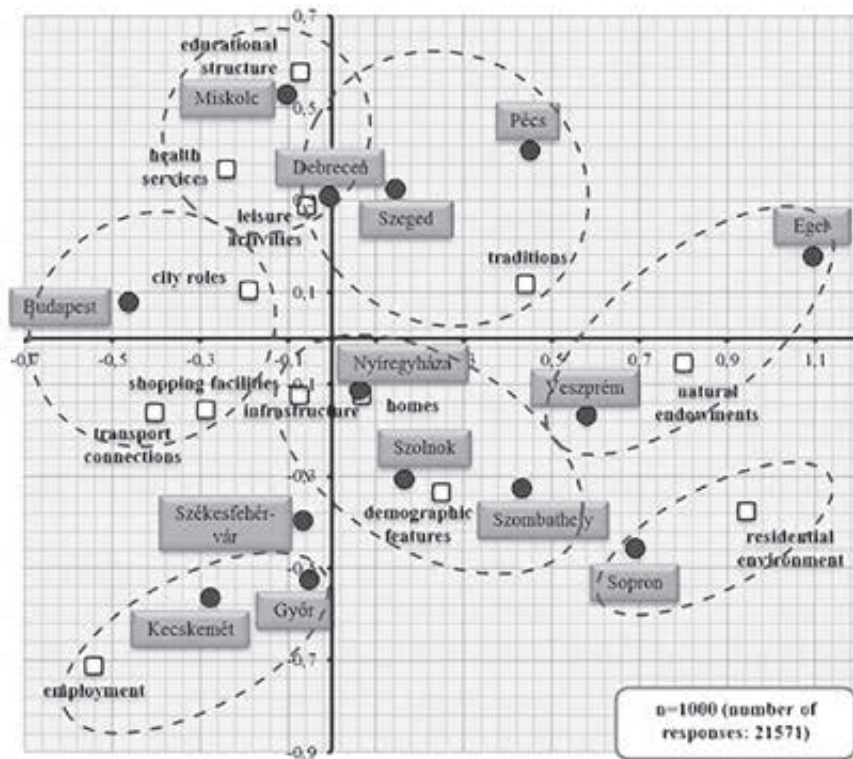 0,7
educational
structure
Miskolc
0,5
Pécs
health
services
Debrecen
Szeged
leisure
activities
Eger
traditions
city roles
0,1
Budapest
-0,5
-0,3
-0,1
0,5
0,7
0,9
1,1
Nyíregyháza
shopping facilities
infrastructure
homes
Veszprém
natural
endowments
transport
connections
Szolnok
-0,3
demographic
features
Székesfehér-
vár
Szombathely
residential
environment
Sopron
Győr
Kecskemét
-0,7
employment
n=1000 (number of
responses: 21571)
-0,9